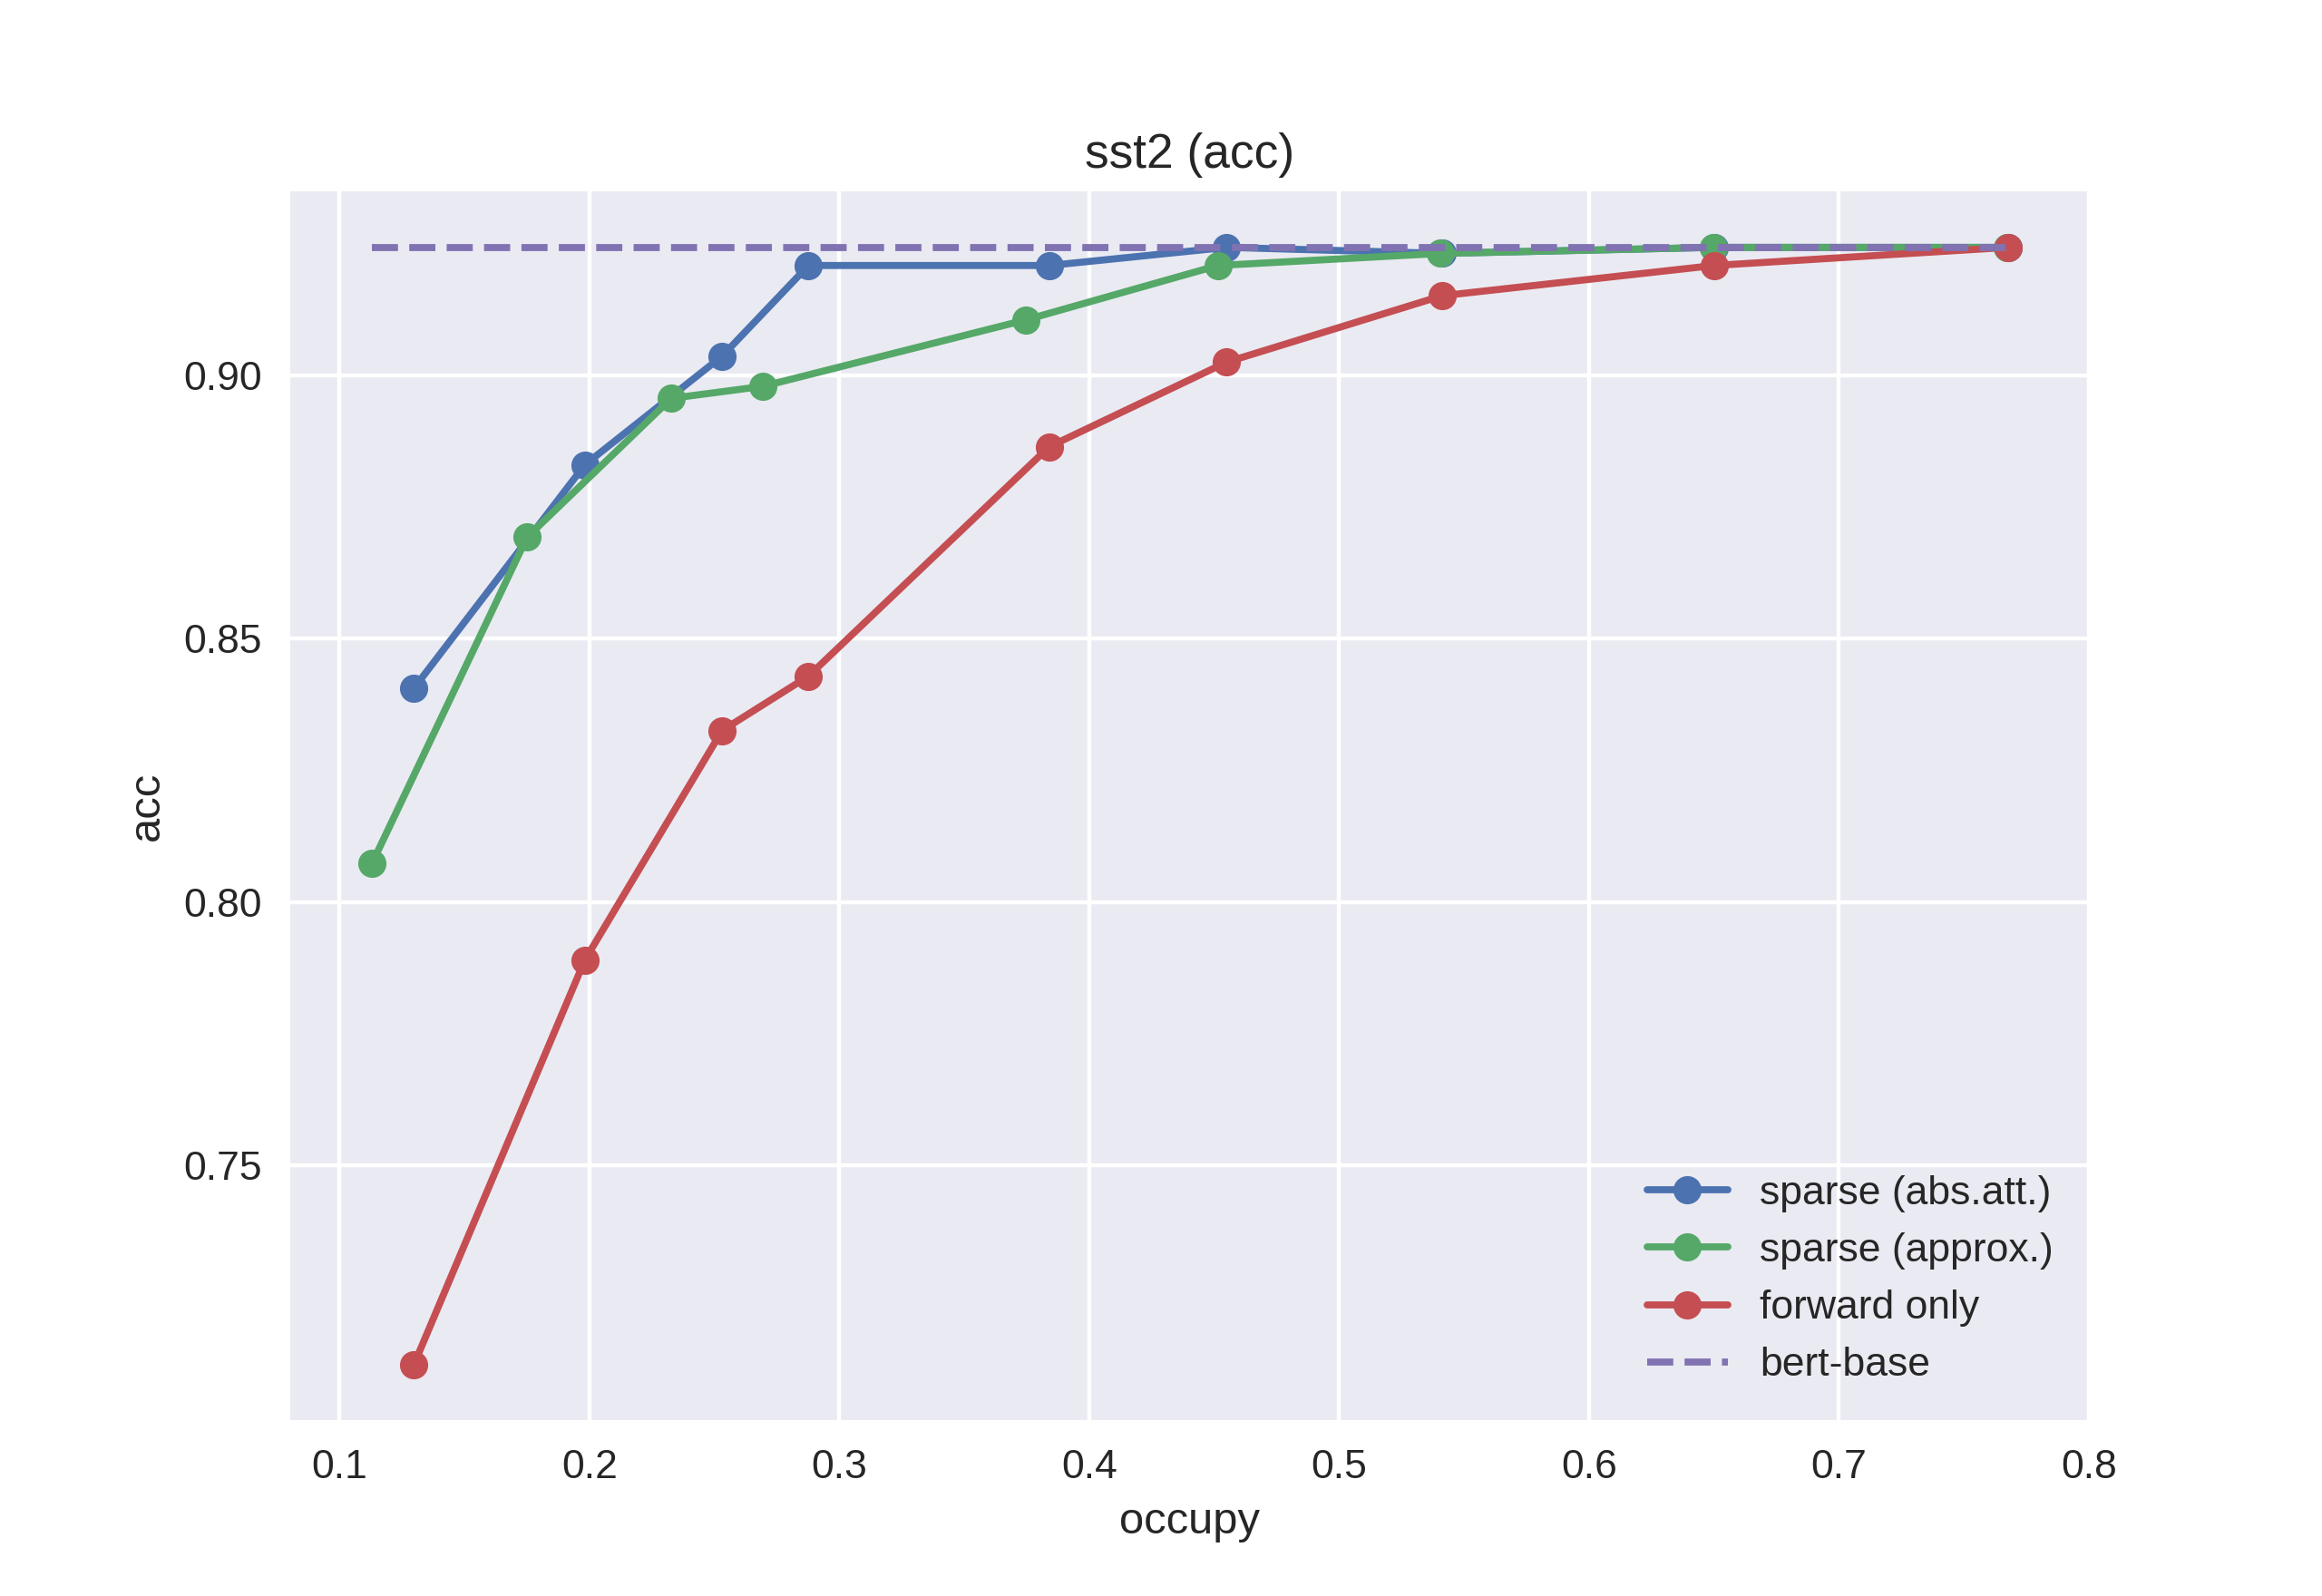 sst2 (acc)
acc
0.90
0.85
0.80
0.75
sparse (abs.att.)
sparse (approx.)
forward only
bert-base
0.1 0.2 0.3 0.4 0.5 0.6 0.7 0.8
occupy